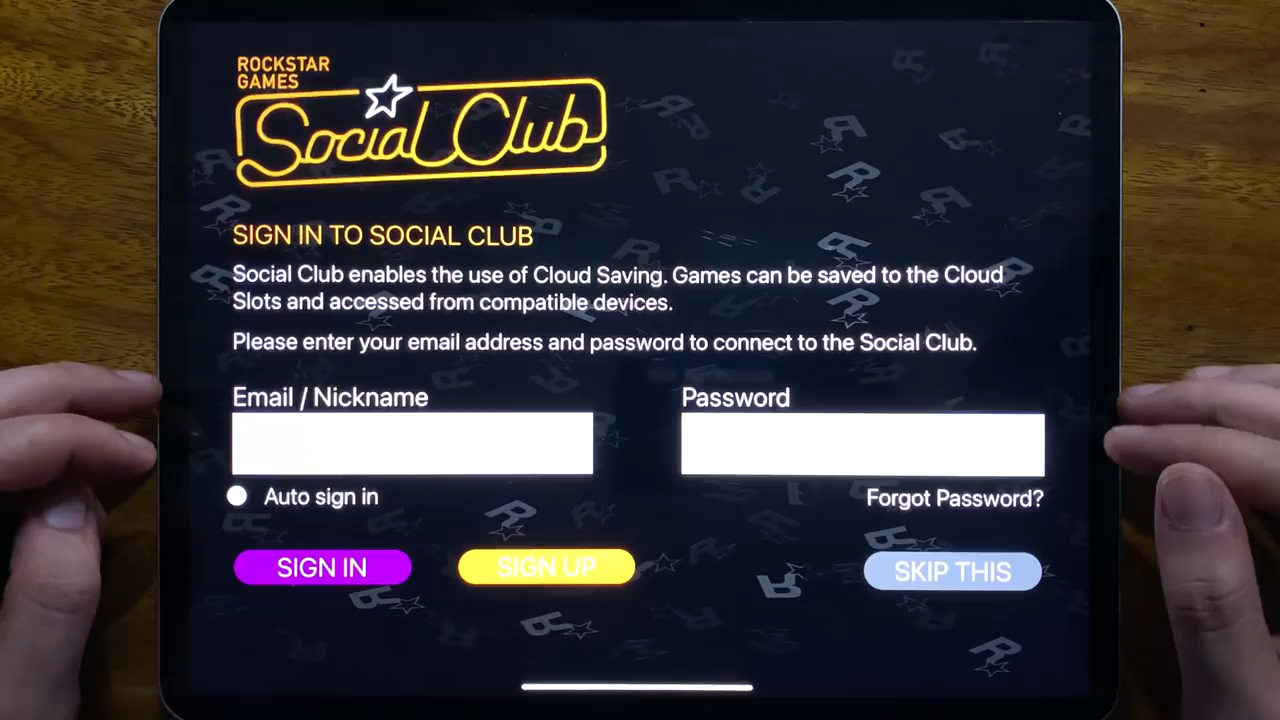 ROCKSTAR
GAMES
Social Club
SIGN IN TO SOCIAL CLUB
Social Club enables the use of Cloud Saving. Games can be saved to the Cloud
Slots and accessed from compatible devices.
Please enter your email address and password to connect to the Social Club.
Email / Nickname
Password
Auto sign in
Forgot Password?
SIGN IN
SIGN UP
SKIP THIS